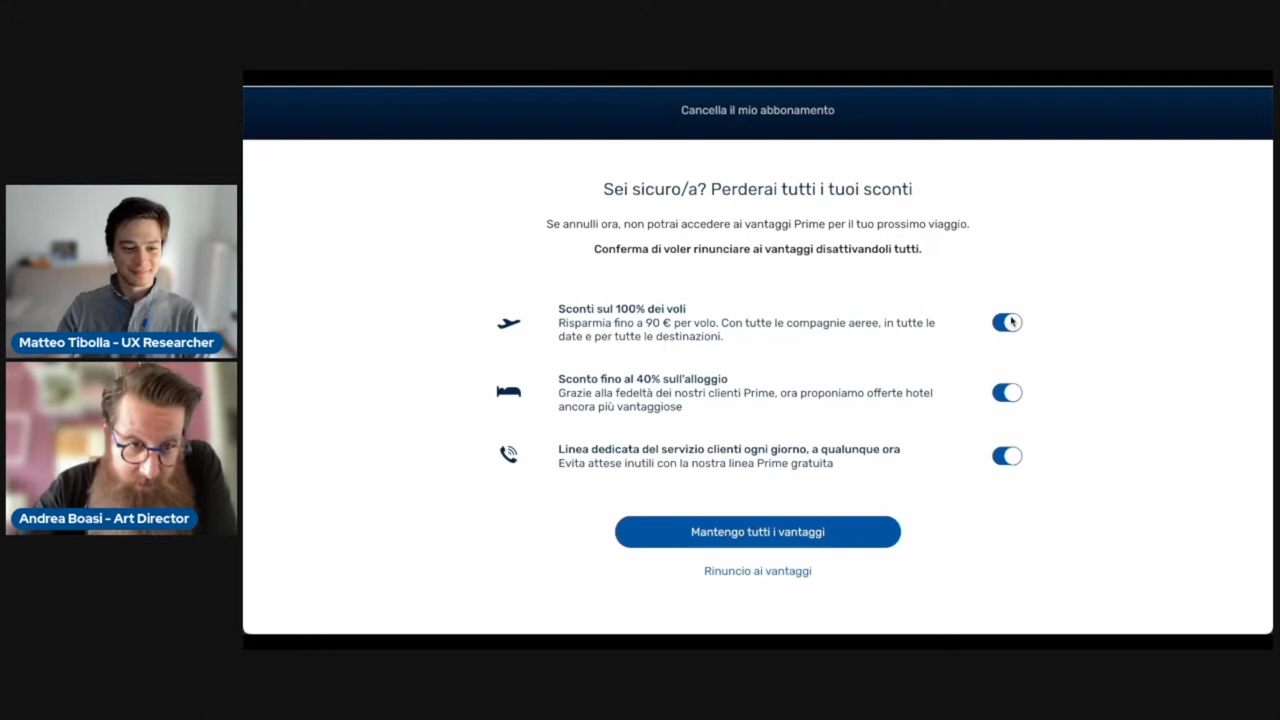 Cancella il mio abbonamento
Sei sicuro/a? Perderai tutti i tuoi sconti
Se annulli ora, non potrai accedere ai vantaggi Prime per il tuo prossimo viaggio.
Conferma di voler rinunciare ai vantaggi disattivandoli tutti.
Sconti sul 100% dei voli
Risparmia fino a 90 € per volo. Con tutte le compagnie aeree, in tutte le
date e per tutte le destinazioni.
Sconto fino al 40% sull'alloggio
Grazie alla fedeltà dei nostri clienti Prime, ora proponiamo offerte hotel
ancora più vantaggiose
Linea dedicata del servizio clienti ogni giorno, a qualunque ora
Evita attese inutili con la nostra linea Prime gratuita
Mantengo tutti i vantaggi
Rinuncio ai vantaggi
Matteo Tibolla - UX Researcher
Andrea Boasi - Art Director